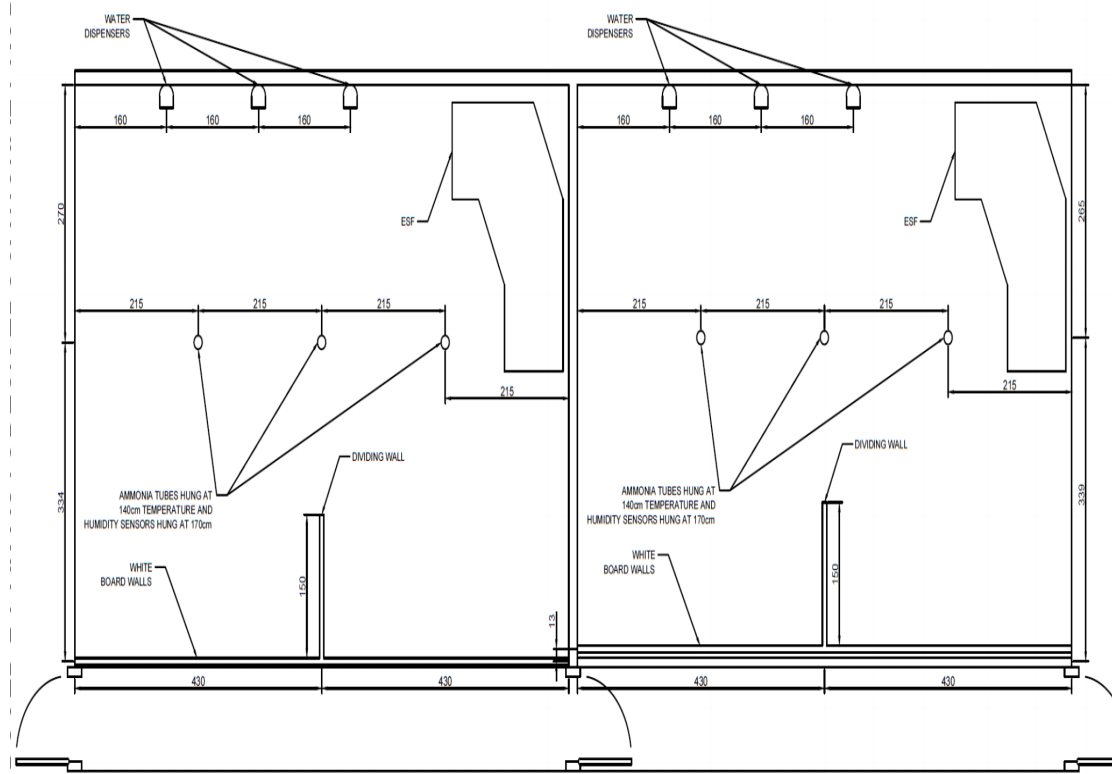 WATER
DISPENSERS
WATER
DISPENSERS
160
160
160
160
160
160
270
265
ESF
ESF
215
215
215
215
215
215
215
215
DIVIDING WALL
DIVIDING WALL
334
339
AMMONIA TUBES HUNG AT
140cm TEMPERATURE AND
HUMIDITY SENSORS HUNG AT 170cm
AMMONIA TUBES HUNG AT
140cm TEMPERATURE AND
HUMIDITY SENSORS HUNG AT 170cm
WHITE
BOARD WALLS
150
WHITE
BOARD WALLS
150
13
430
430
430
430